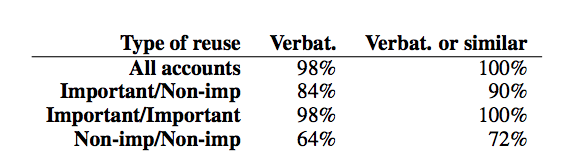 Type of reuse Verbat. Verbat. or similar
All accounts 98% 100%
Important/Non-imp 84% 90%
Important/Important 98% 100%
Non-imp/Non-imp 64% 72%